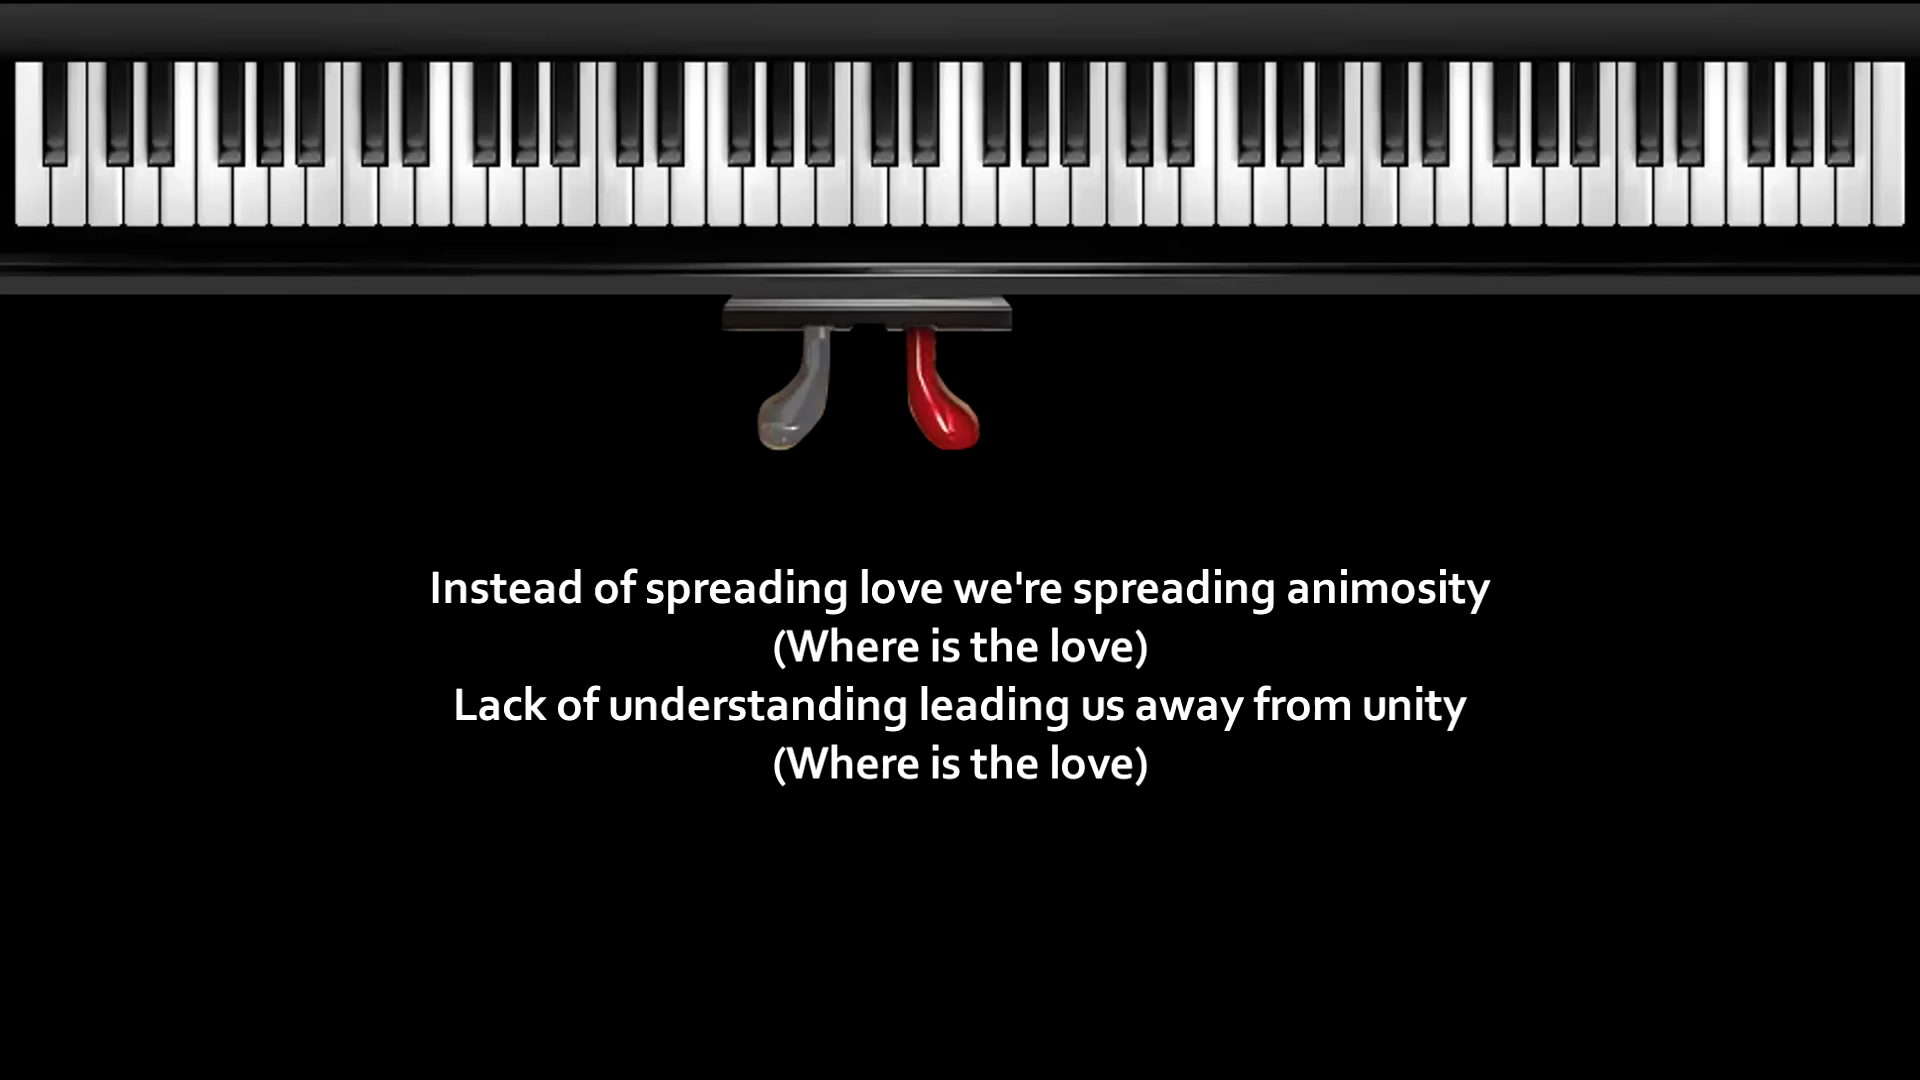 Instead of spreading love we're spreading animosity
(Where is the love)
Lack of understanding leading us away from unity
(Where is the love)